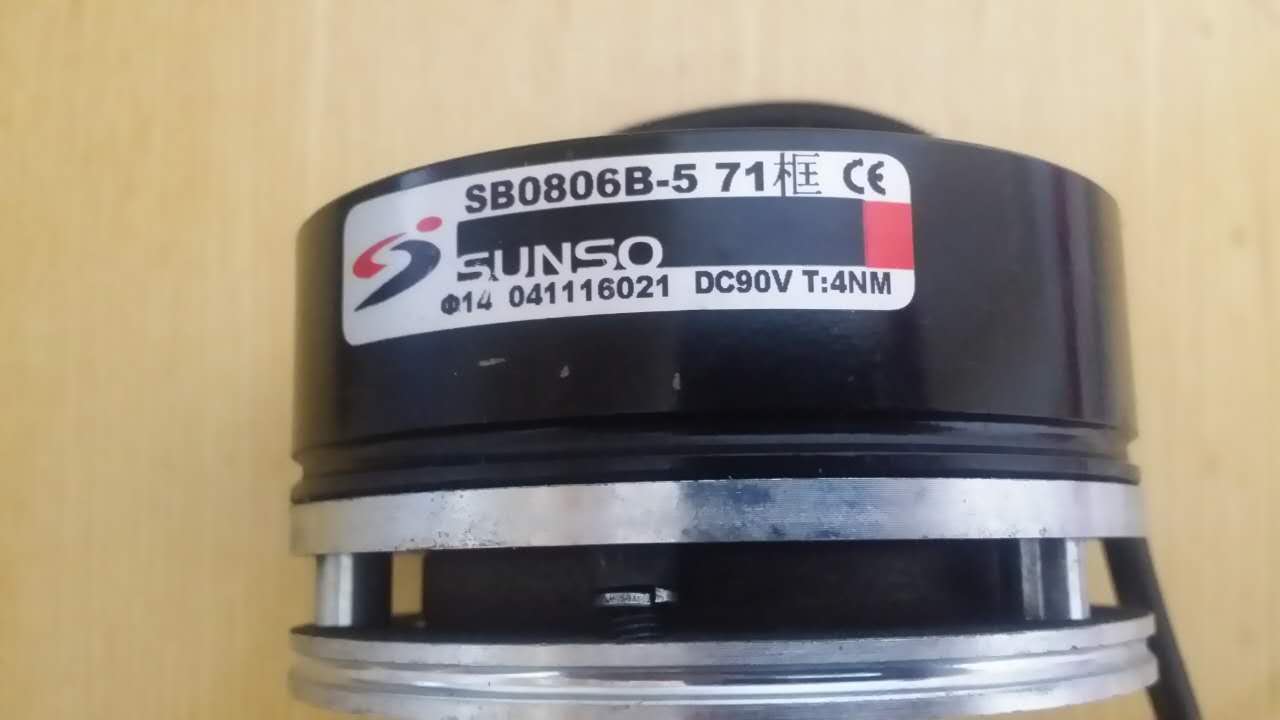 SB0806B-5 71框 CE
SUNSO
Φ14 041116021 DC90V T:4NM